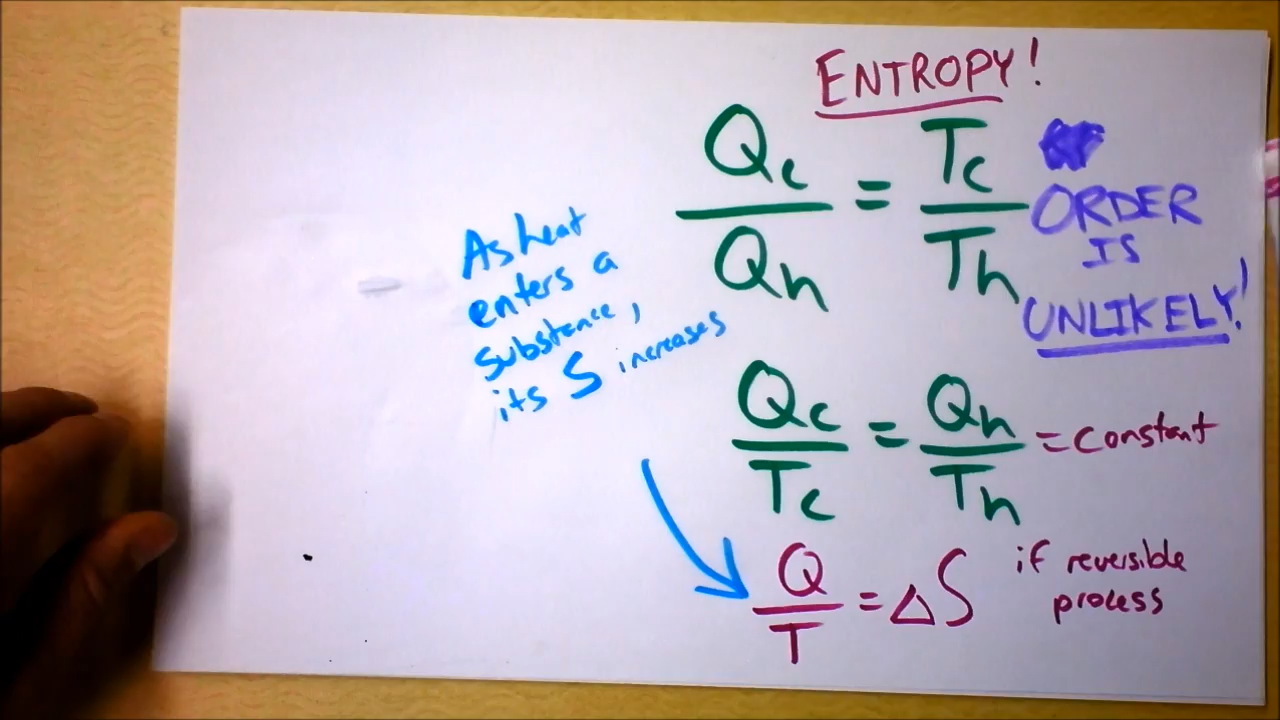 ENTROPY!
Qc/Qh = Tc/Th
ORDER
IS
UNLIKELY!
As heat
enters a
substance,
its S increases
Qc/Tc = Qh/Th = constant
Q/T = ΔS if reversible
process